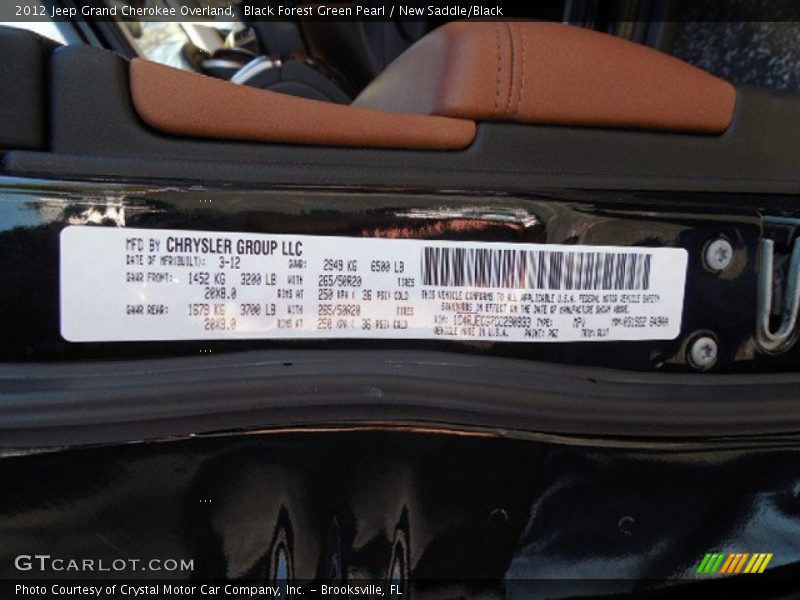 2012 Jeep Grand Cherokee Overland, Black Forest Green Pearl / New Saddle/Black
MFD BY CHRYSLER GROUP LLC
DATE OF MFR(BUILT): 3-12 GVWR: 2949 KG 6500 LB
GAWR FRONT: 1452 KG 3200 LB WITH 265/50R20 TIRES
20X8.0 RIMS AT 250 KPA / 36 PSI COLD
GAWR REAR: 1679 KG 3700 LB WITH 265/50R20 TIRES
20X8.0 RIMS AT 250 KPA / 36 PSI COLD
THIS VEHICLE CONFORMS TO ALL APPLICABLE U.S.A. FEDERAL MOTOR VEHICLE SAFETY
STANDARDS IN EFFECT ON THE DATE OF MANUFACTURE SHOWN ABOVE.
VIN: TYPE: MPV MDH:
VEHICLE MADE IN U.S.A. PAINT: PGZ TRIM:
GTCARLOT.COM
Photo Courtesy of Crystal Motor Car Company, Inc. – Brooksville, FL